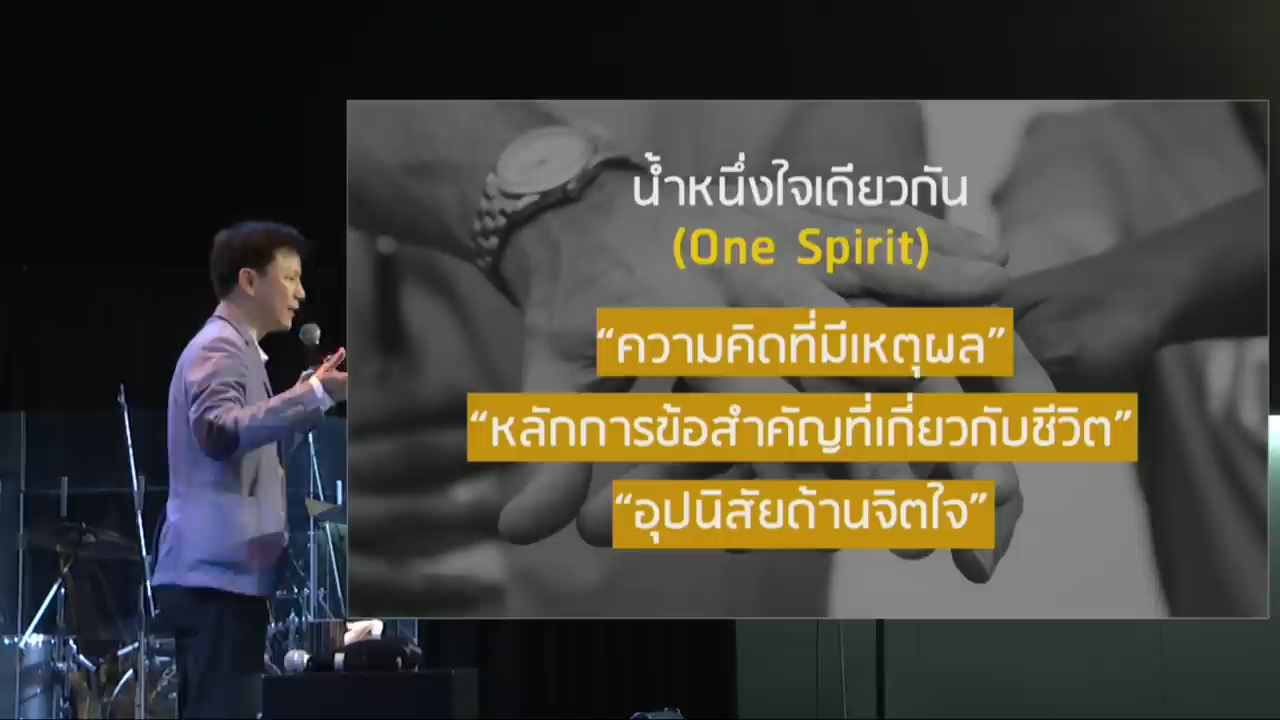 น้ำหนึ่งใจเดียวกัน
(One Spirit)
“ความคิดที่มีเหตุผล”
“หลักการข้อสำคัญที่เกี่ยวกับชีวิต”
“อุปนิสัยด้านจิตใจ”